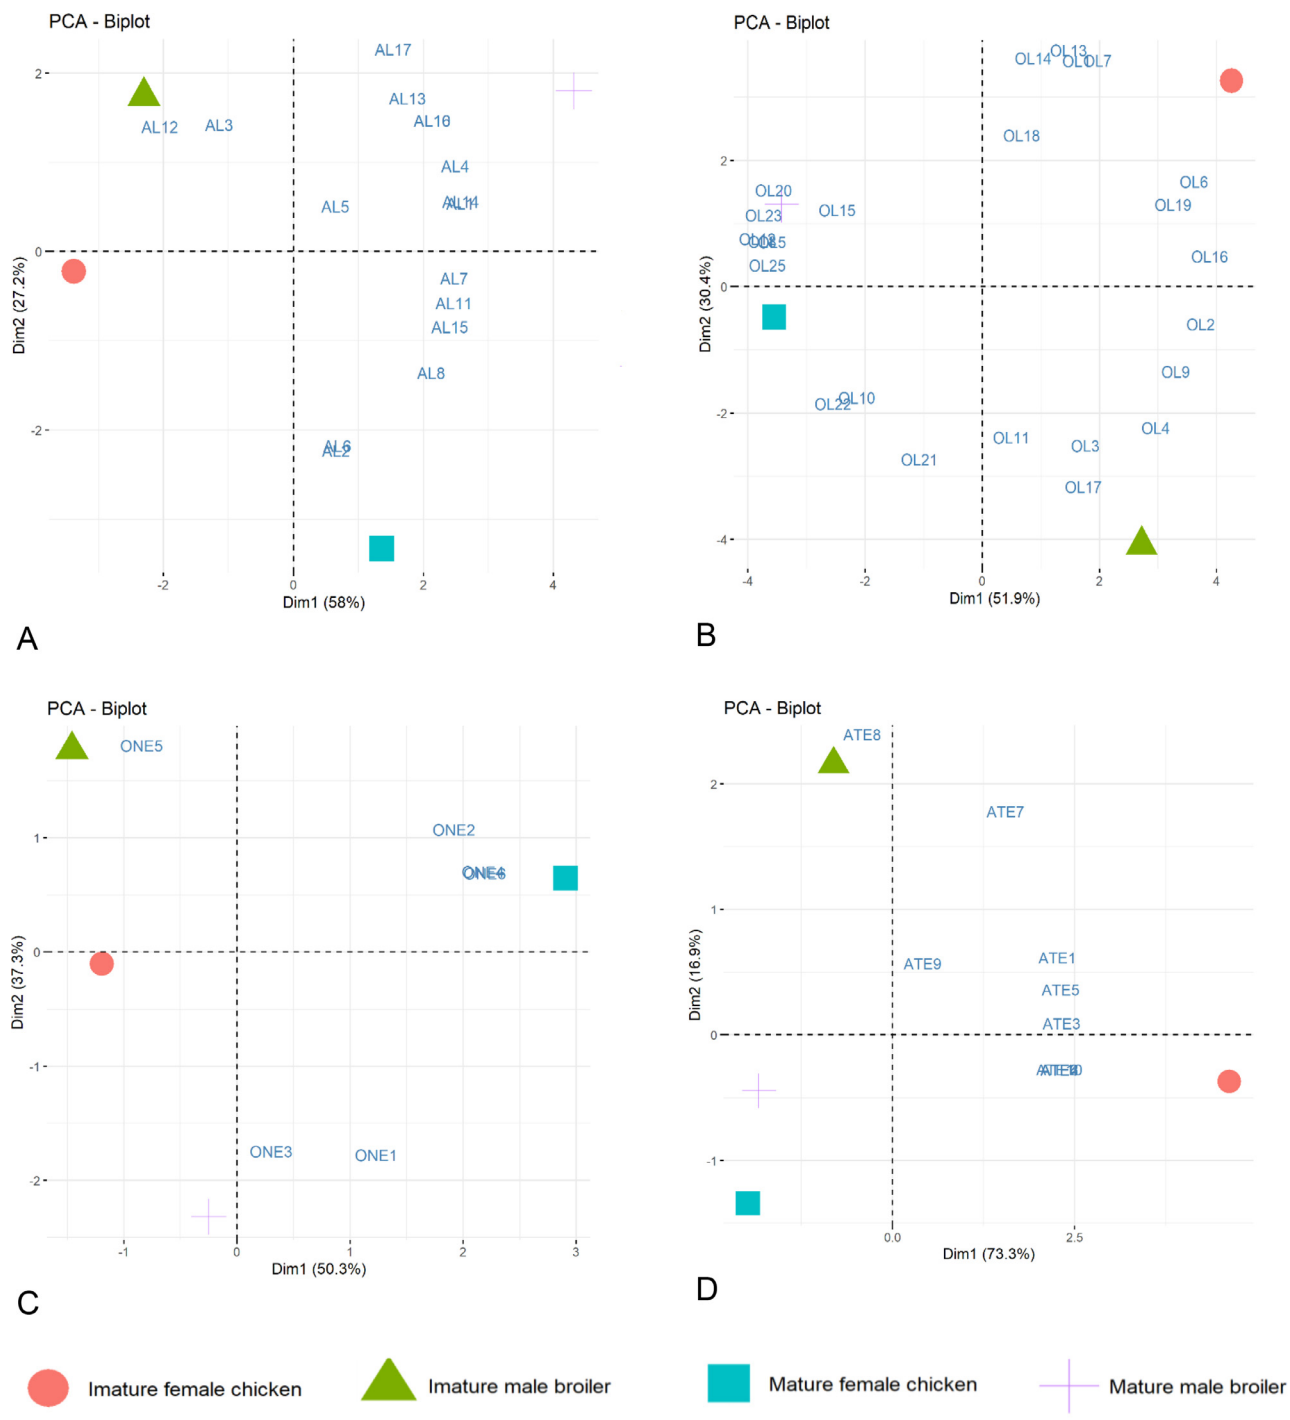 PCA - Biplot
AL17
2
AL13
AL12
AL3
AL4
AL5
AL14
0
AL7
AL11
AL15
AL8
-2
AL6
AL2
-2
0
2
4
Dim1 (58%)
Dim2 (27.2%)
A
PCA - Biplot
OL13
OL14
OL7
OL18
2
OL6
OL20
OL19
OL15
OL23
OL16
OL25
0
OL2
OL9
-2
OL10
OL22
OL4
OL11
OL3
OL21
OL17
-4
-4
-2
0
2
4
Dim1 (51.9%)
Dim2 (30.4%)
B
PCA - Biplot
ONE5
1
ONE2
ONE6
0
-1
ONE3
ONE1
-2
-1
0
1
2
3
Dim1 (50.3%)
Dim2 (37.3%)
C
PCA - Biplot
ATE8
2
ATE7
1
ATE9
ATE1
ATE5
ATE3
0
-1
0.0
2.5
Dim1 (73.3%)
Dim2 (16.9%)
D
Imature female chicken
Imature male broiler
Mature female chicken
Mature male broiler